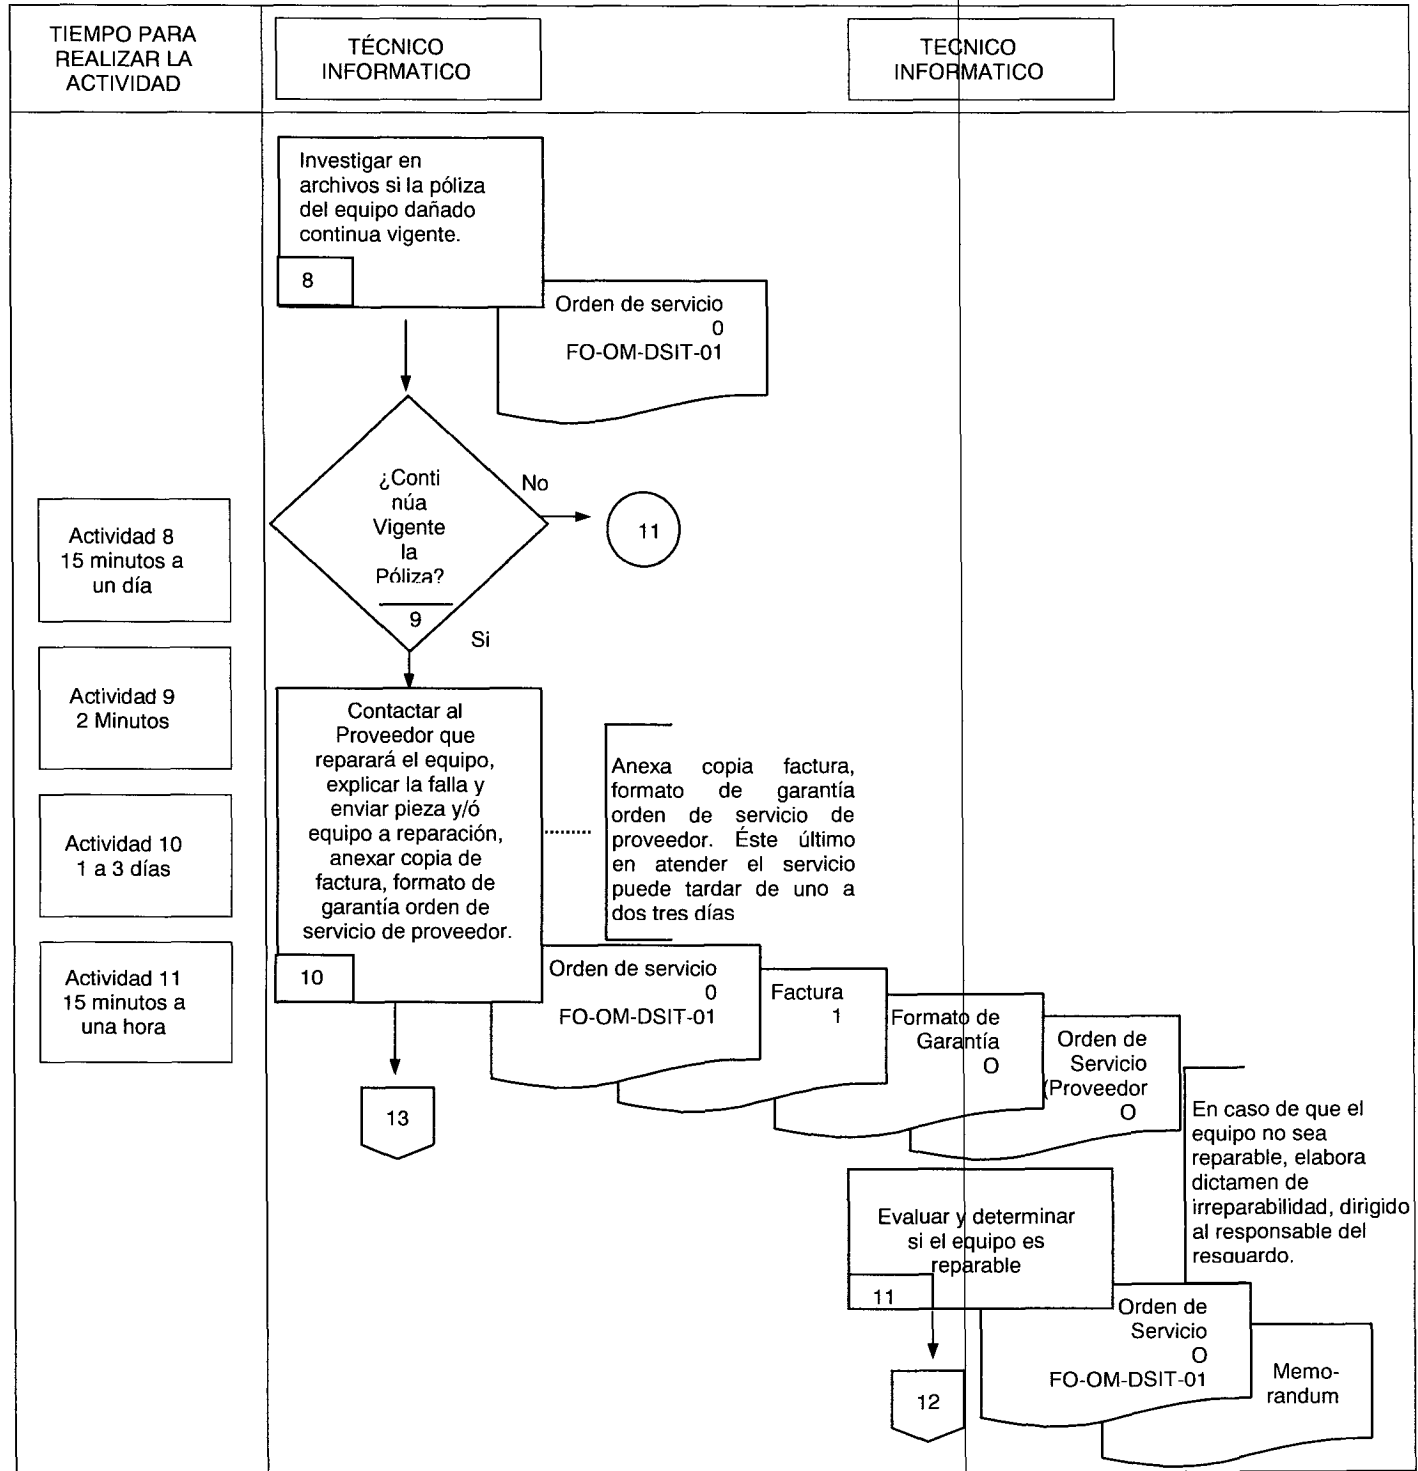 TIEMPO PARA
REALIZAR LA
ACTIVIDAD
TÉCNICO
INFORMATICO
TECNICO
INFORMATICO
Investigar en
archivos si la póliza
del equipo dañado
continua vigente.
8
Orden de servicio
0
FO-OM-DSIT-01
¿Conti
núa
Vigente
la
Póliza?
9
No
11
Si
Actividad 8
15 minutos a
un día
Actividad 9
2 Minutos
Actividad 10
1 a 3 días
Actividad 11
15 minutos a
una hora
Contactar al
Proveedor que
reparará el equipo,
explicar la falla y
enviar pieza y/ó
equipo a reparación,
anexar copia de
factura, formato de
garantía orden de
servicio de proveedor.
10
Anexa copia factura,
formato de garantía
orden de servicio de
proveedor. Éste último
en atender el servicio
puede tardar de uno a
dos tres días
Orden de servicio
0
FO-OM-DSIT-01
Factura
1
Formato de
Garantía
O
Orden de
Servicio
(Proveedor
O
13
En caso de que el
equipo no sea
reparable, elabora
dictamen de
irreparabilidad, dirigido
al responsable del
resguardo.
Evaluar y determinar
si el equipo es
reparable
11
Orden de
Servicio
O
FO-OM-DSIT-01
Memo-
randum
12